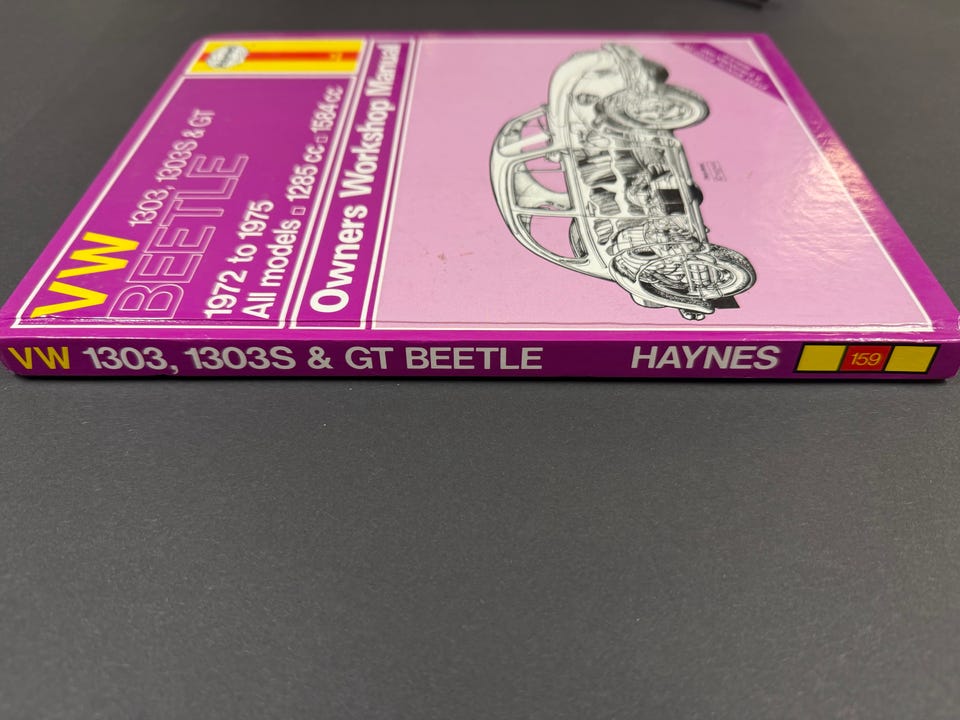 VW
1303, 1303S & GT
BEETLE
1972 to 1975
All models □ 1285 cc □ 1584 cc
Owners Workshop Manual
VW 1303, 1303S & GT BEETLE HAYNES 159